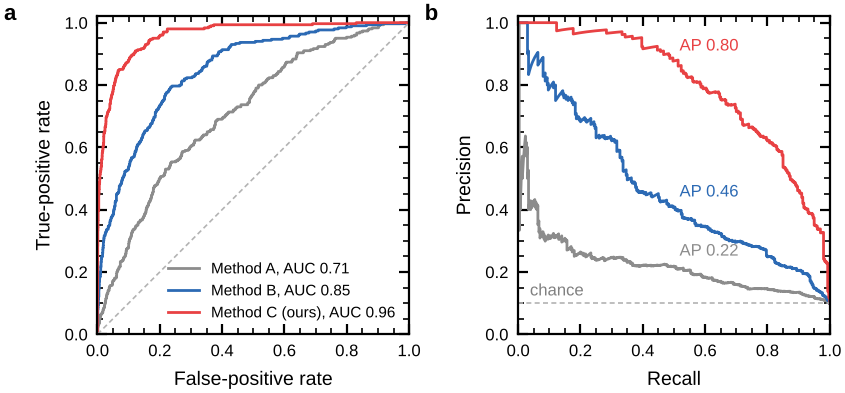 a
True-positive rate
1.0
0.8
0.6
0.4
0.2
0.0
Method A, AUC 0.71
Method B, AUC 0.85
Method C (ours), AUC 0.96
0.0 0.2 0.4 0.6 0.8 1.0
False-positive rate
b
Precision
1.0
0.8
0.6
0.4
0.2
0.0
AP 0.80
AP 0.46
AP 0.22
chance
0.0 0.2 0.4 0.6 0.8 1.0
Recall